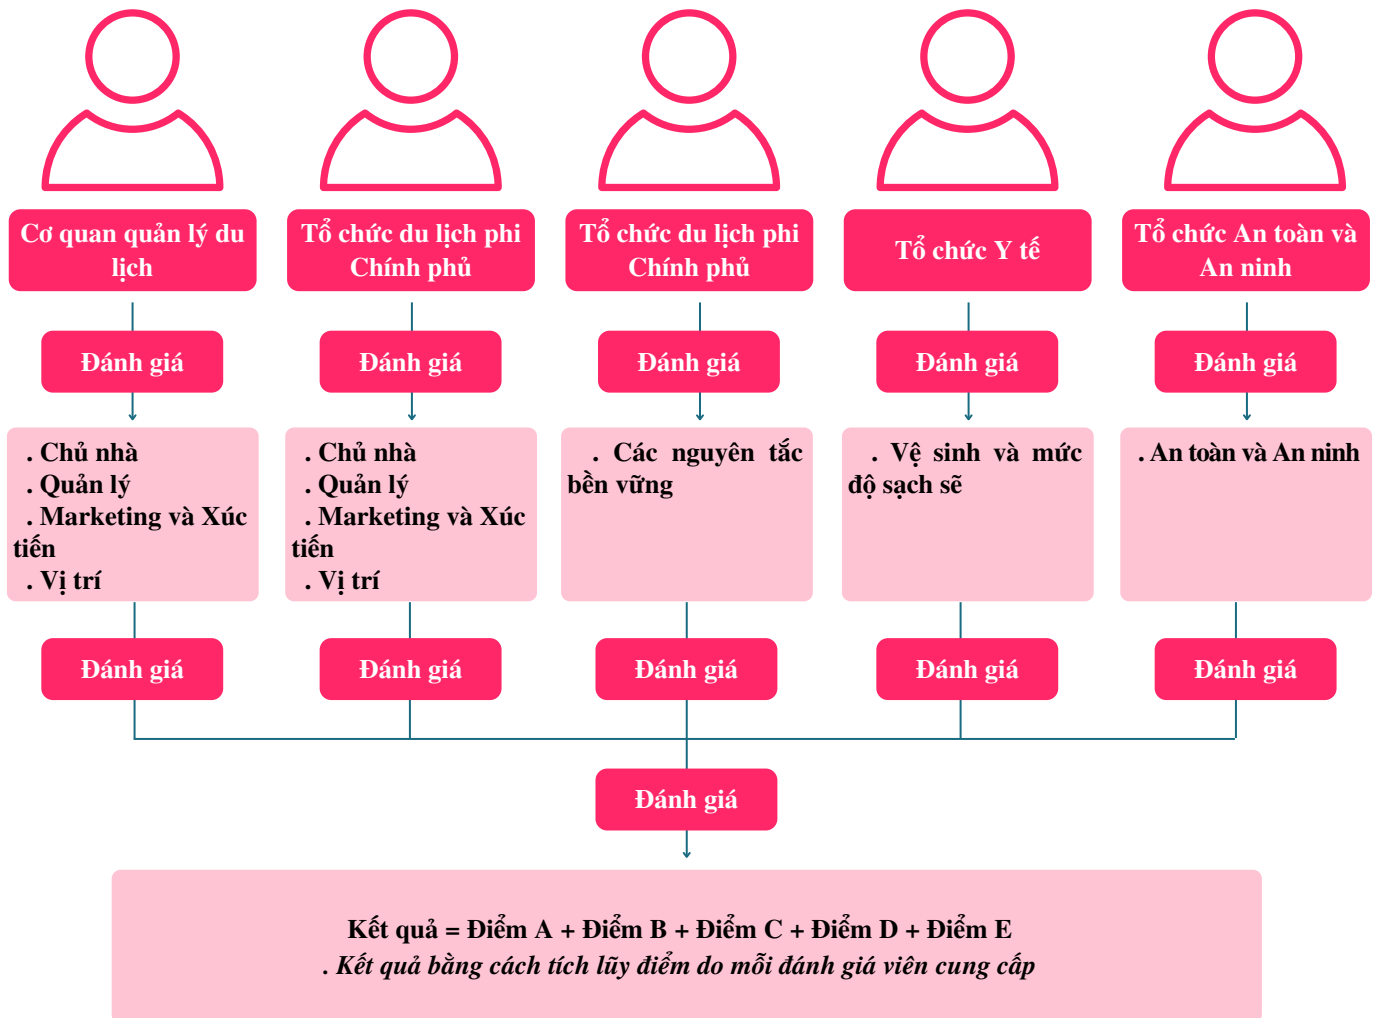 Cơ quan quản lý du
lịch
Tổ chức du lịch phi
Chính phủ
Tổ chức du lịch phi
Chính phủ
Tổ chức Y tế
Tổ chức An toàn và
An ninh
Đánh giá
Đánh giá
Đánh giá
Đánh giá
Đánh giá
. Chủ nhà
. Quản lý
. Marketing và Xúc
tiến
. Vị trí
. Chủ nhà
. Quản lý
. Marketing và Xúc
tiến
. Vị trí
. Các nguyên tắc
bền vững
. Vệ sinh và mức
độ sạch sẽ
. An toàn và An ninh
Đánh giá
Đánh giá
Đánh giá
Đánh giá
Đánh giá
Đánh giá
Kết quả = Điểm A + Điểm B + Điểm C + Điểm D + Điểm E
. Kết quả bằng cách tích lũy điểm do mỗi đánh giá viên cung cấp